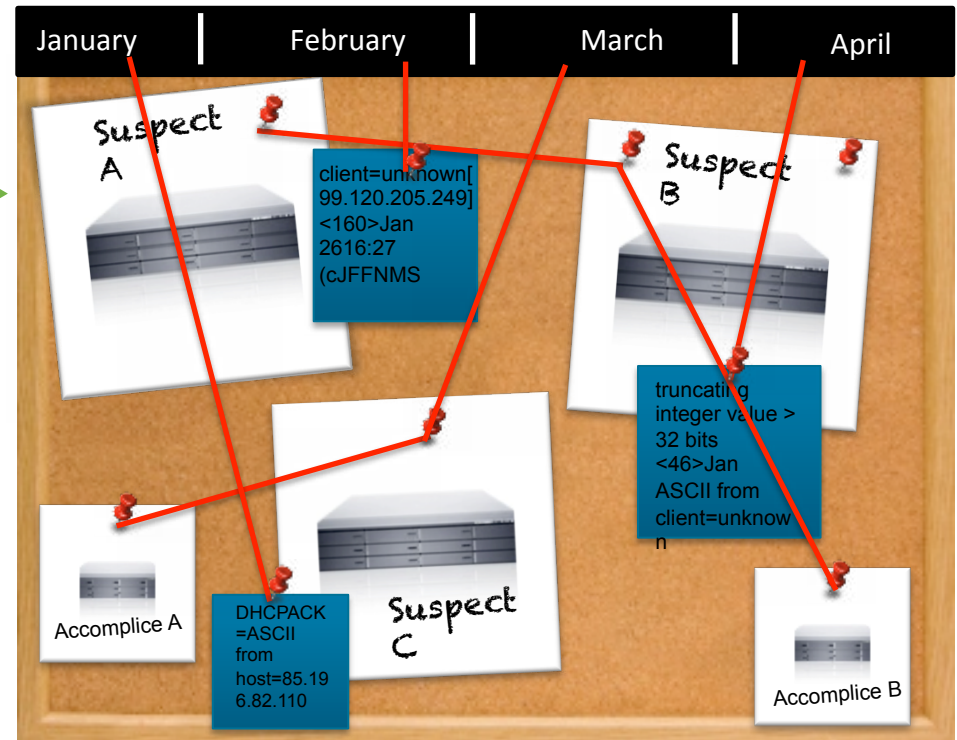 January
February
March
April
Suspect
A
client=unknown[
99.120.205.249]
<160>Jan
2616:27
(cJFFNMS
Suspect
B
truncating
integer value >
32 bits
<46>Jan
ASCII from
client=unknow
n
Accomplice A
DHCPACK
=ASCII
from
host=85.19
6.82.110
Suspect
C
Accomplice B